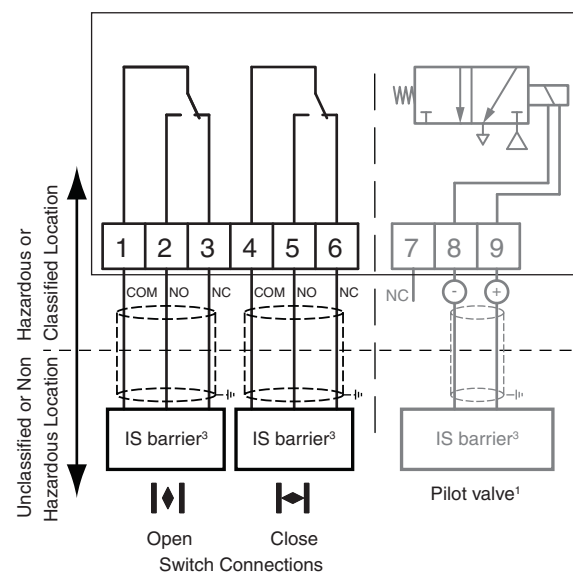 Hazardous or
Classified Location
Unclassified or Non
Hazardous Location
1 2 3 4 5 6 7 8 9
COM NO NC COM NO NC NC - +
IS barrier³ IS barrier³ IS barrier³
Pilot valve¹
Open Close
Switch Connections